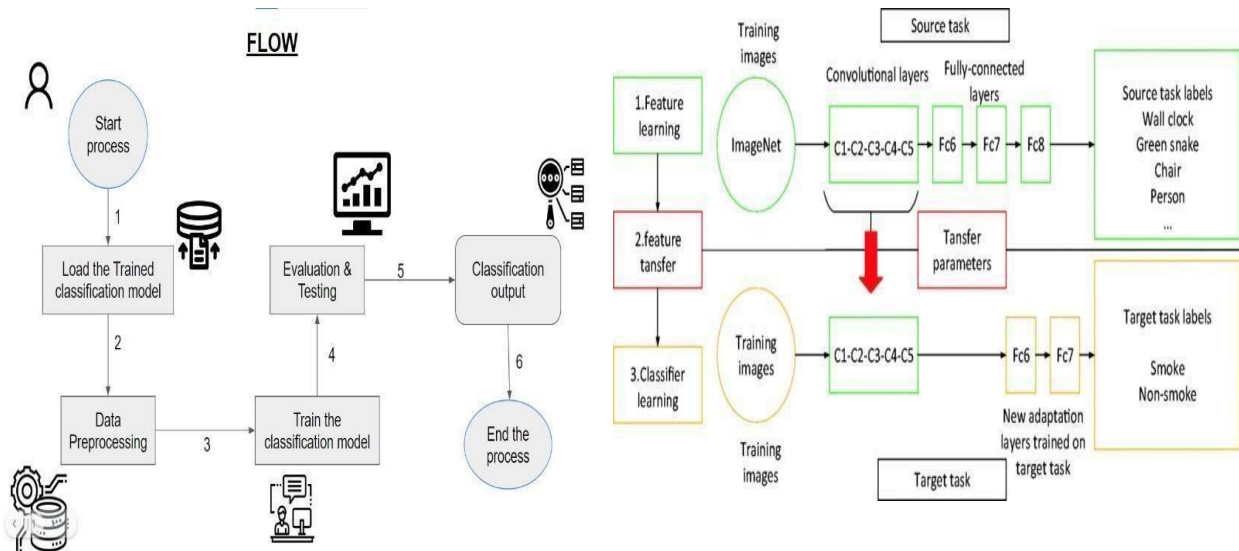 FLOW
Start
process
1
Load the Trained
classification model
2
Data
Preprocessing
3
Train the
classification model
4
Evaluation &
Testing
5
Classification
output
6
End the
process
Source task
Training
images
Convolutional layers
Fully-connected
layers
1.Feature
learning
ImageNet
C1-C2-C3-C4-C5
Fc6
Fc7
Fc8
Source task labels
Wall clock
Green snake
Chair
Person
...
2.feature
tansfer
Tansfer
parameters
3.Classifier
learning
Training
images
C1-C2-C3-C4-C5
Fc6
Fc7
Target task labels
Smoke
Non-smoke
New adaptation
layers trained on
target task
Training
images
Target task